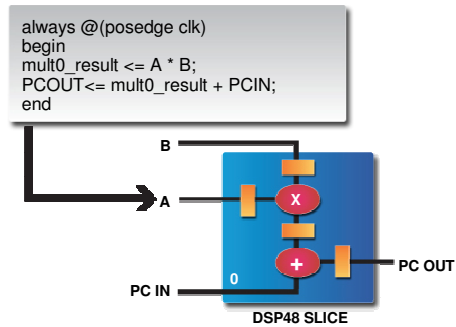 always @(posedge clk)
begin
mult0_result <= A * B;
PCOUT<= mult0_result + PCIN;
end
B
A
X
+
0
PC IN
PC OUT
DSP48 SLICE